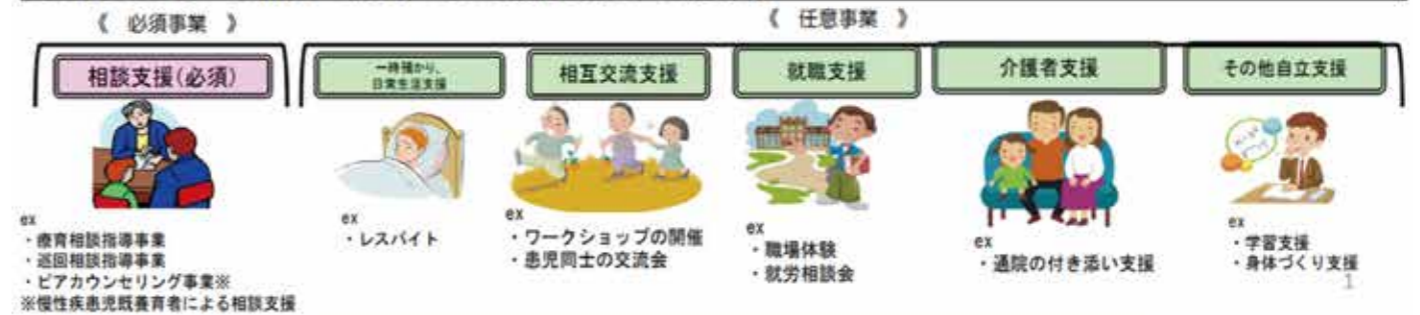 《 必須事業 》
《 任意事業 》
相談支援(必須)
一時預かり、
日常生活支援
相互交流支援
就職支援
介護者支援
その他自立支援
ex
・療育相談指導事業
・巡回相談指導事業
・ピアカウンセリング事業※
※慢性疾患児既養育者による相談支援
ex
・レスパイト
ex
・ワークショップの開催
・患児同士の交流会
ex
・職場体験
・就労相談会
ex
・通院の付き添い支援
ex
・学習支援
・身体づくり支援
1